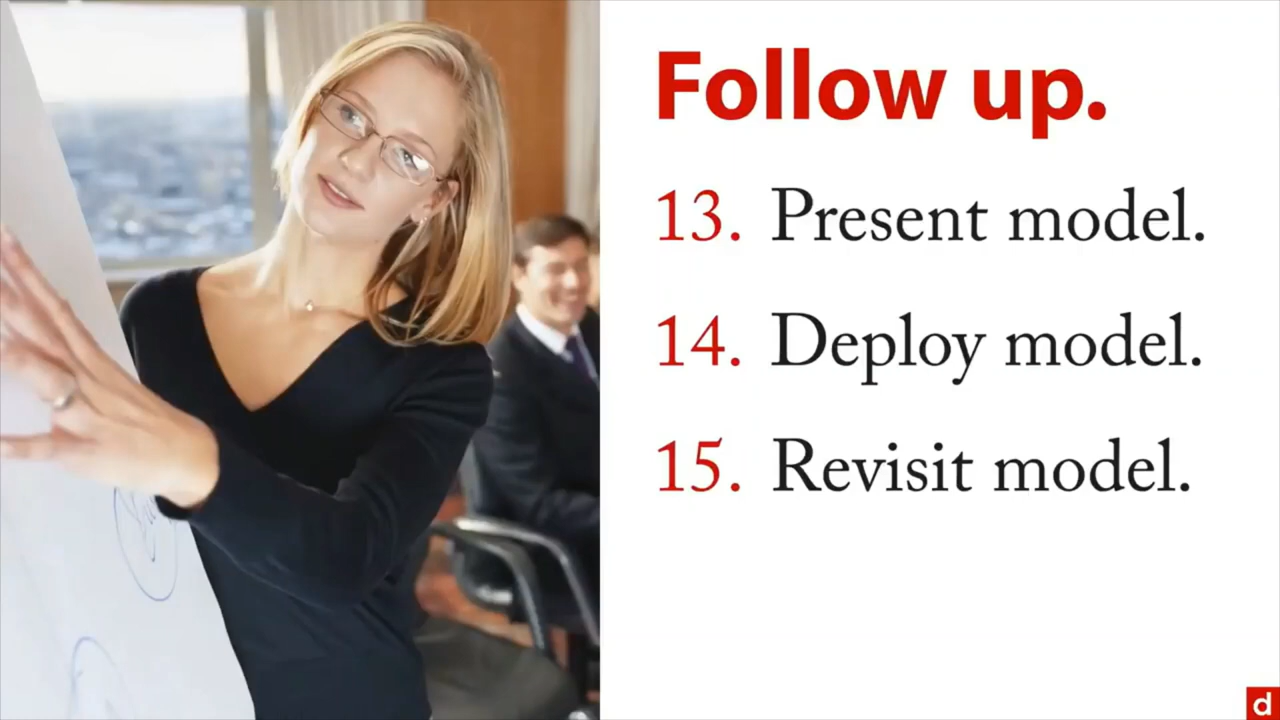 Follow up.
13. Present model.
14. Deploy model.
15. Revisit model.
d